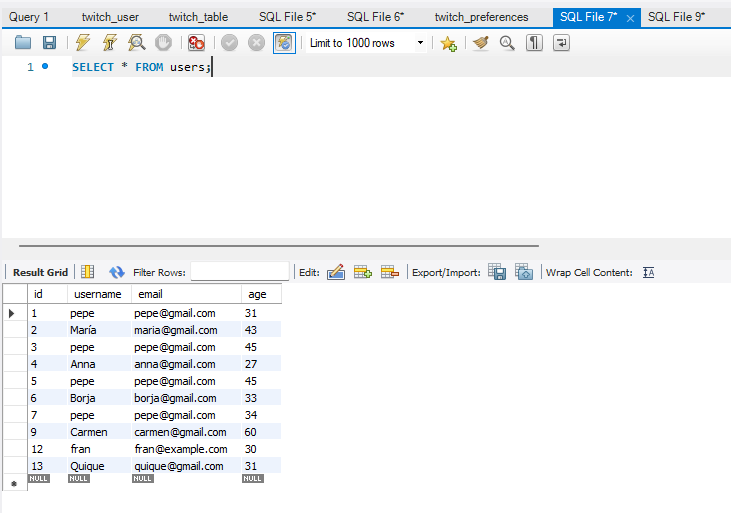 Query 1 twitch_user twitch_table SQL File 5* SQL File 6* twitch_preferences SQL File 7* SQL File 9*
Limit to 1000 rows
1 SELECT * FROM users;
Result Grid Filter Rows: Edit: Export/Import: Wrap Cell Content:
id username email age
1 pepe pepe@gmail.com 31
2 María maria@gmail.com 43
3 pepe pepe@gmail.com 45
4 Anna anna@gmail.com 27
5 pepe pepe@gmail.com 45
6 Borja borja@gmail.com 33
7 pepe pepe@gmail.com 34
9 Carmen carmen@gmail.com 60
12 fran fran@example.com 30
13 Quique quique@gmail.com 31
NULL NULL NULL NULL